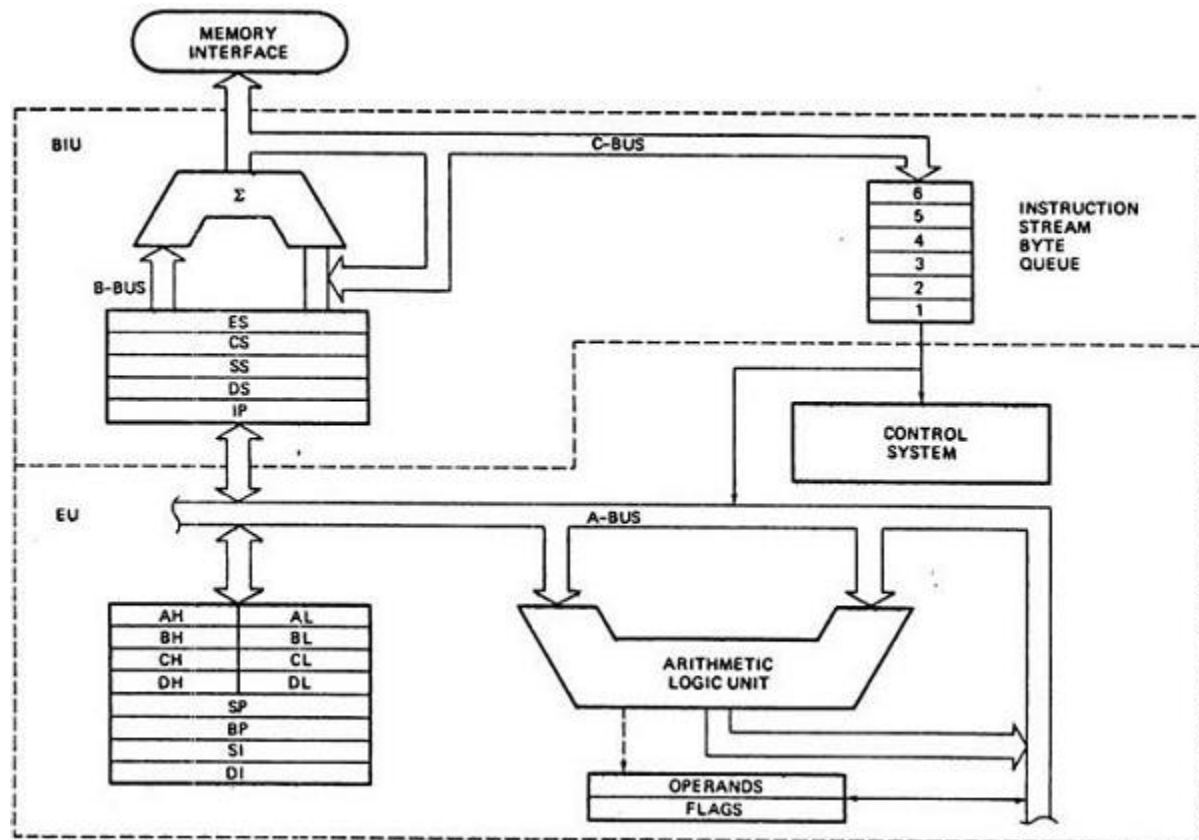 MEMORY
INTERFACE
BIU
C-BUS
Σ
6
5
4
3
2
1
INSTRUCTION
STREAM
BYTE
QUEUE
B-BUS
ES
CS
SS
DS
IP
CONTROL
SYSTEM
EU
A-BUS
AH AL
BH BL
CH CL
DH DL
SP
BP
SI
DI
ARITHMETIC
LOGIC UNIT
OPERANDS
FLAGS